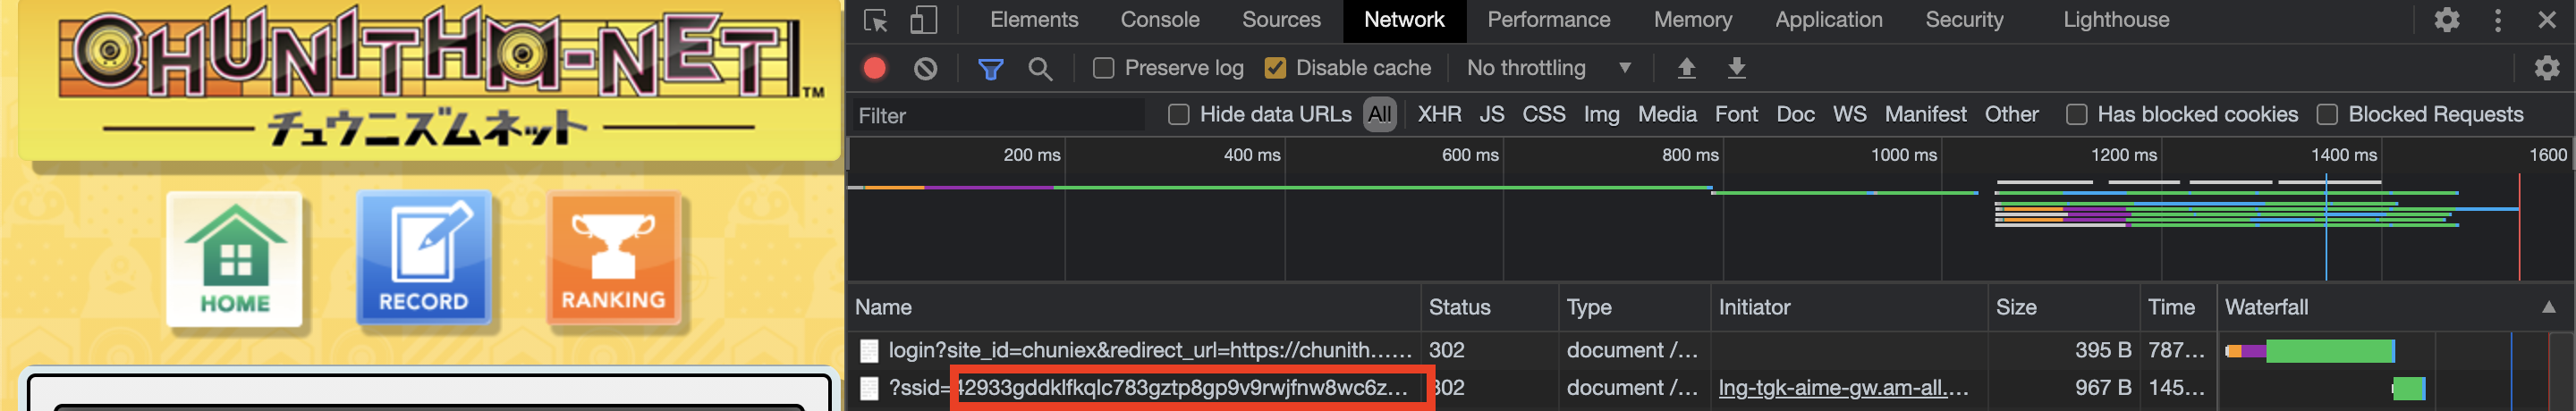 CHUNITHM-NET
TM
チュウニズムネット
HOME
RECORD
RANKING
Elements Console Sources Network Performance Memory Application Security Lighthouse
Preserve log Disable cache No throttling
Filter Hide data URLs All XHR JS CSS Img Media Font Doc WS Manifest Other Has blocked cookies Blocked Requests
200 ms 400 ms 600 ms 800 ms 1000 ms 1200 ms 1400 ms 1600
Name Status Type Initiator Size Time Waterfall
login?site_id=chuniex&redirect_url=https://chunith...... 302 document /... 395 B 787...
?ssid=42933gddklfkqlc783gztp8gp9v9rwjfnw8wc6z... 302 document /... lng-tgk-aime-gw.am-all.... 967 B 145...